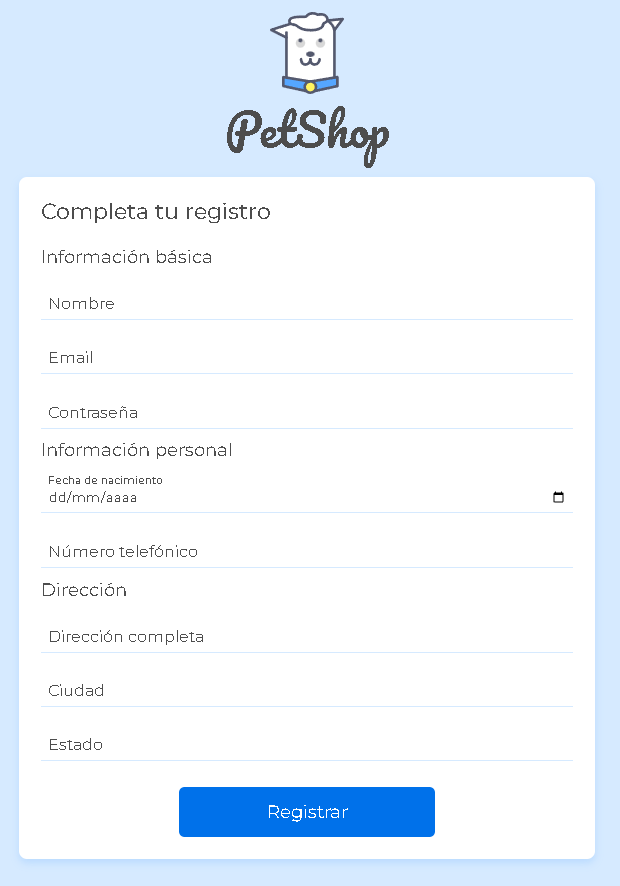 PetShop
Completa tu registro
Información básica
Nombre
Email
Contraseña
Información personal
Fecha de nacimiento
dd/mm/aaaa
Número telefónico
Dirección
Dirección completa
Ciudad
Estado
Registrar